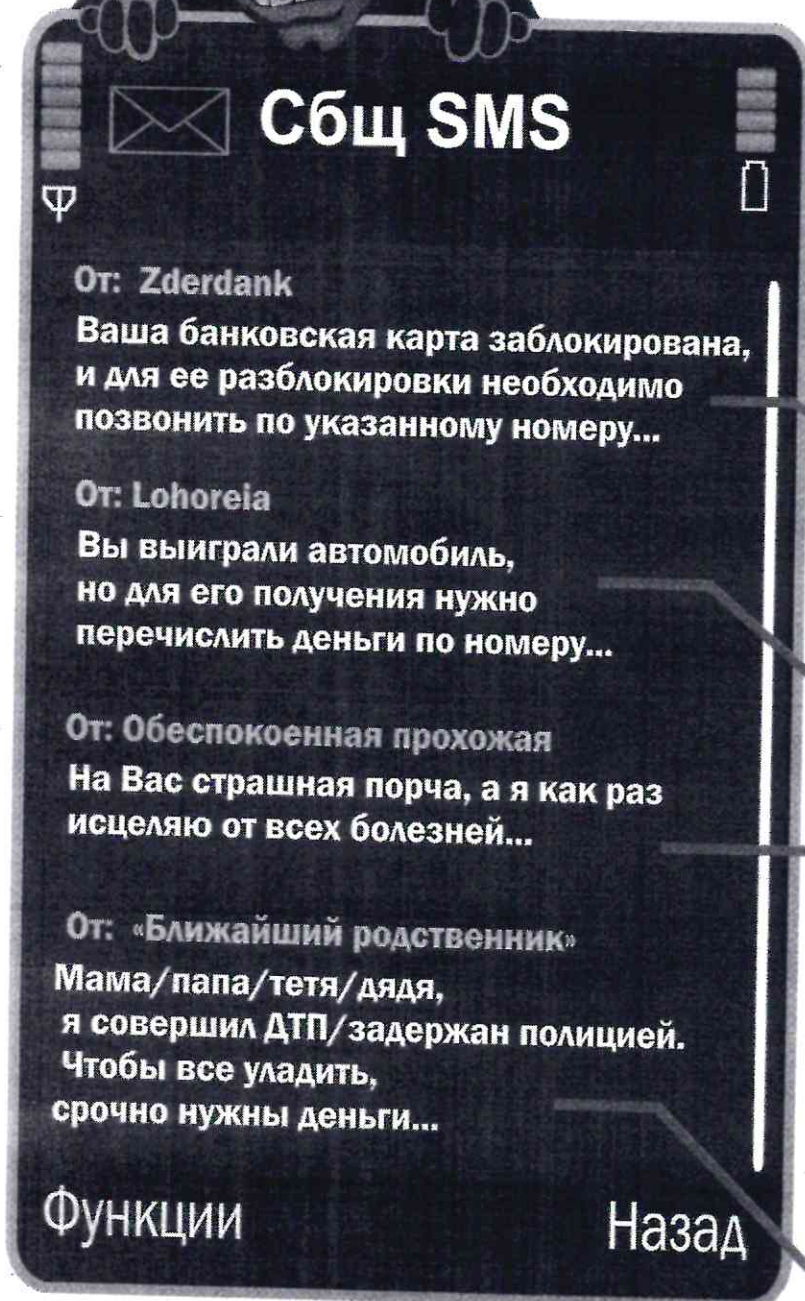 Сбщ SMS
От: Zderdank
Ваша банковская карта заблокирована,
и для ее разблокировки необходимо
позвонить по указанному номеру...
От: Lohoreia
Вы выиграли автомобиль,
но для его получения нужно
перечислить деньги по номеру...
От: Обеспокоенная прохожая
На Вас страшная порча, а я как раз
исцеляю от всех болезней...
От: «Ближайший родственник»
Мама/папа/тетя/дядя,
я совершил ДТП/задержан полицией.
Чтобы все уладить,
срочно нужны деньги...
Функции
Назад